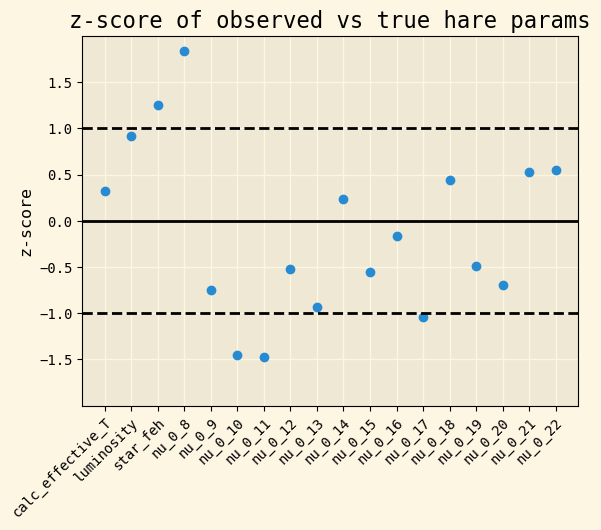 z-score of observed vs true hare params
z-score
1.5
1.0
0.5
0.0
−0.5
−1.0
−1.5
calc_effective_T
luminosity
star_feh
nu_0_8
nu_0_9
nu_0_10
nu_0_11
nu_0_12
nu_0_13
nu_0_14
nu_0_15
nu_0_16
nu_0_17
nu_0_18
nu_0_19
nu_0_20
nu_0_21
nu_0_22